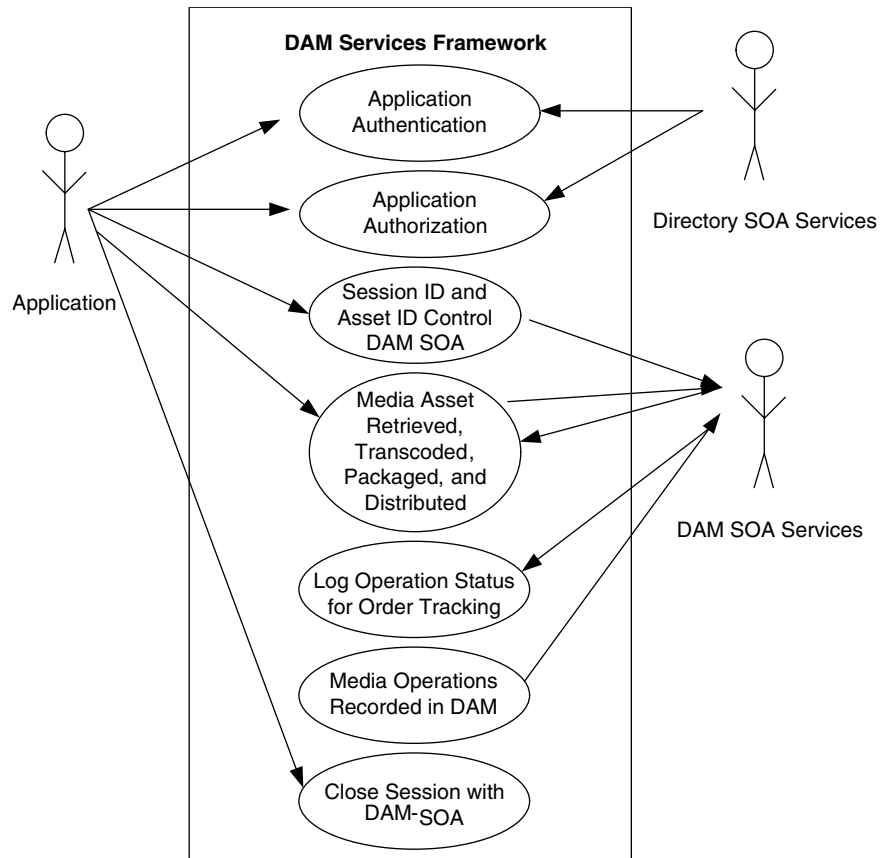 DAM Services Framework
Application
Authentication
Application
Authorization
Directory SOA Services
Application
Session ID and
Asset ID Control
DAM SOA
Media Asset
Retrieved,
Transcoded,
Packaged, and
Distributed
DAM SOA Services
Log Operation Status
for Order Tracking
Media Operations
Recorded in DAM
Close Session with
DAM-SOA